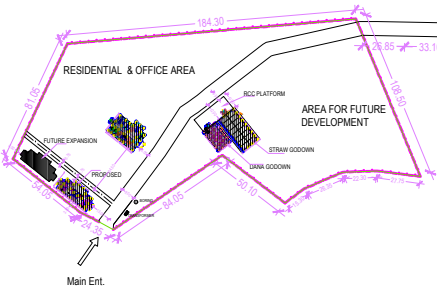 184.30
26.85
33.10
RESIDENTIAL & OFFICE AREA
81.05
108.50
RCC PLATFORM
AREA FOR FUTURE
DEVELOPMENT
FUTURE EXPANSION
STRAW GODOWN
DANA GODOWN
PROPOSED
54.05
24.35
84.05
50.10
Main Ent.